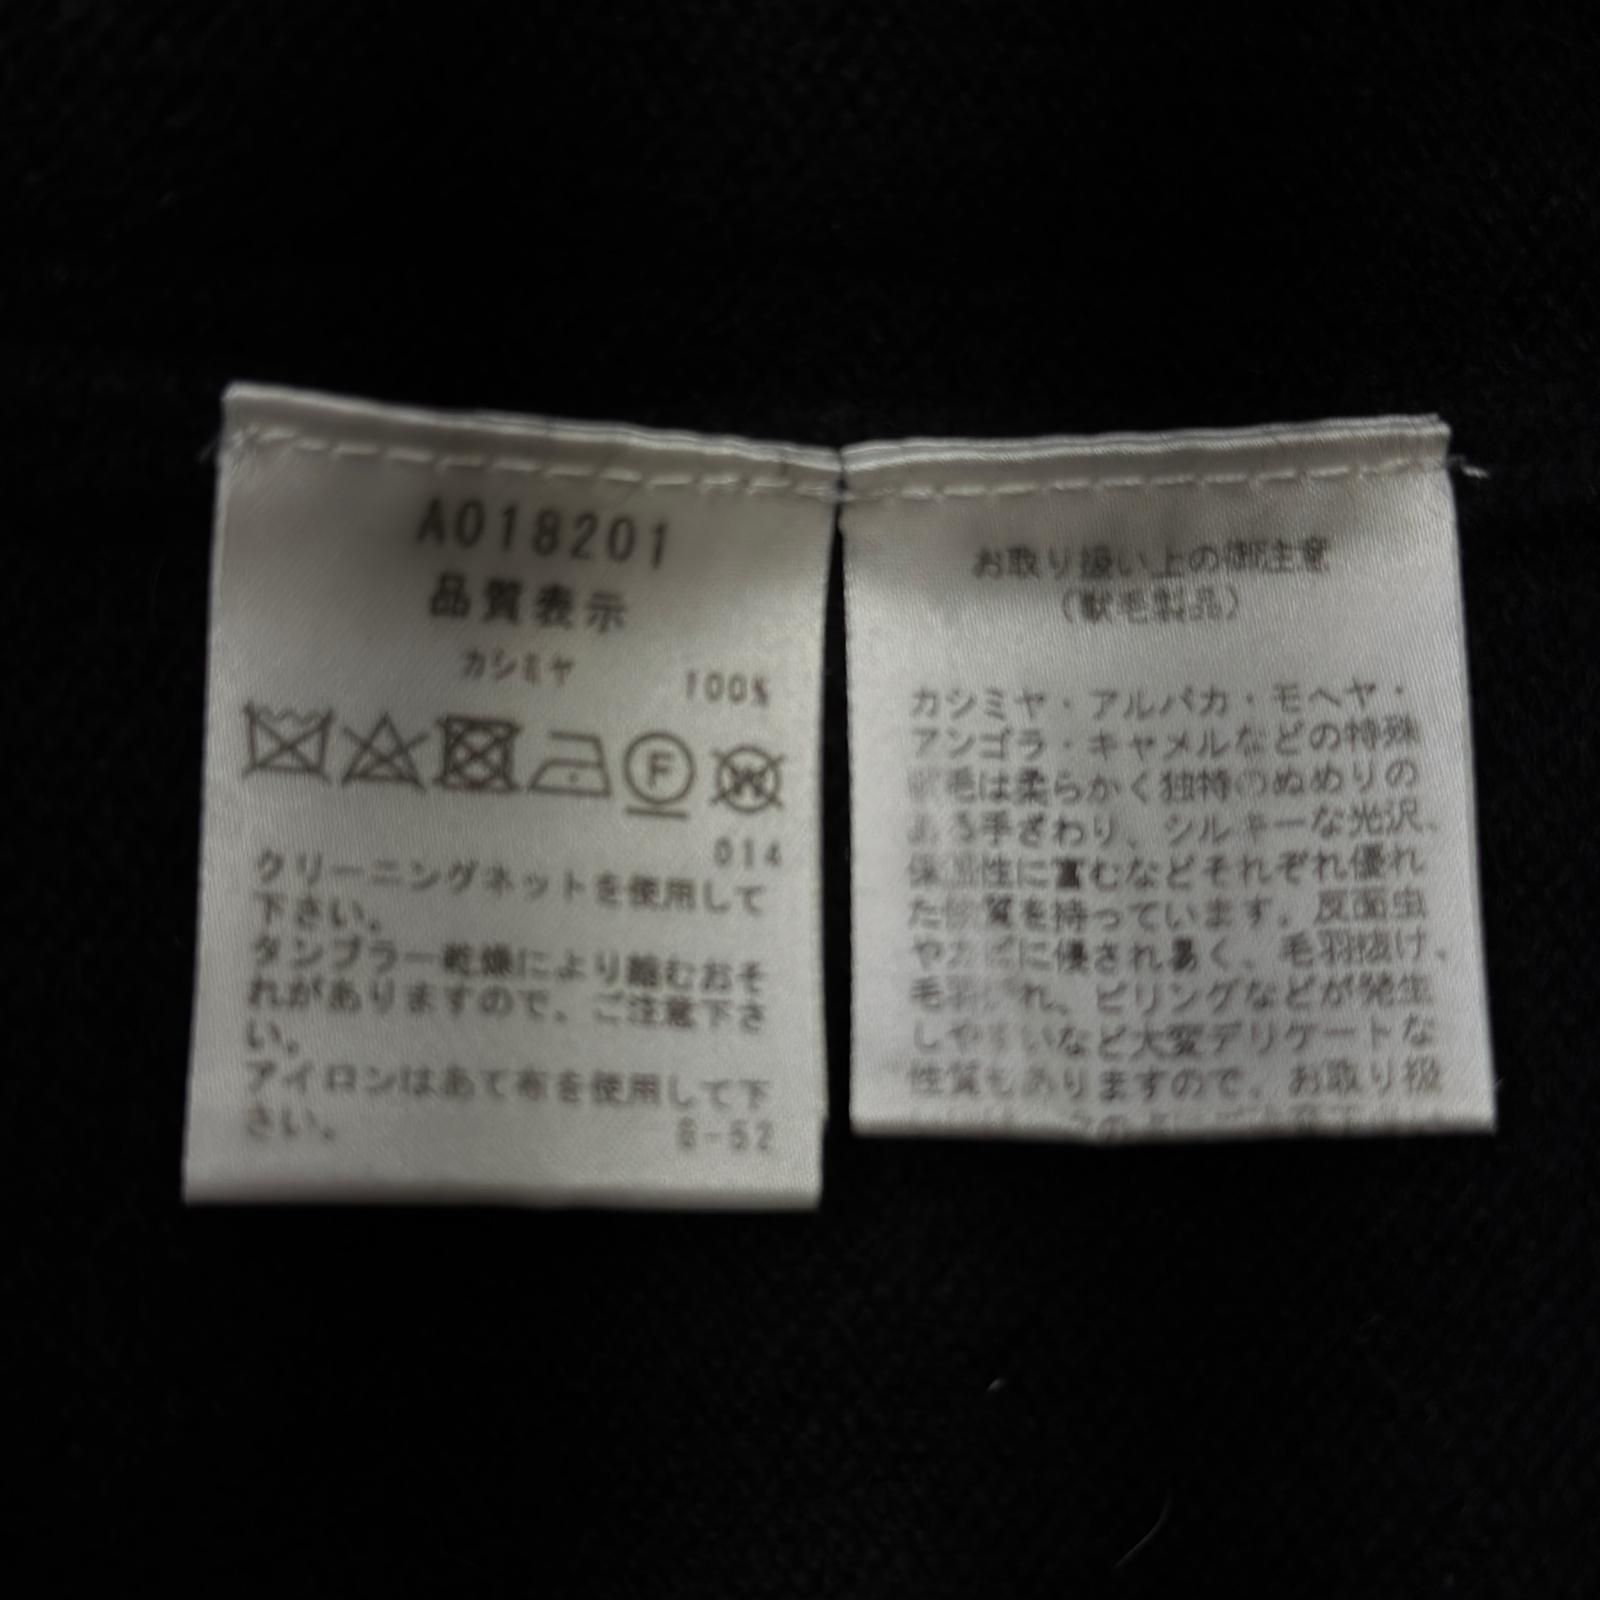 A018201
品質表示
カシミヤ 100%
F W
014
クリーニングネットを使用して
下さい。
タンブラー乾燥により縮むおそ
れがありますので、ご注意下さ
い。
アイロンはあて布を使用して下
さい。
6-52
お取り扱い上の御注意
(獣毛製品)
カシミヤ・アルパカ・モヘヤ・
アンゴラ・キャメルなどの特殊
獣毛は柔らかく独特のぬめりの
ある手ざわり、シルキーな光沢、
保温性に富むなどそれぞれ優れ
た物質を持っています。反面虫
やカビに侵され易く、毛羽抜け、
毛羽 れ、ピリングなどが発生
しやすいなど大変デリケートな
性質もありますので、お取り扱